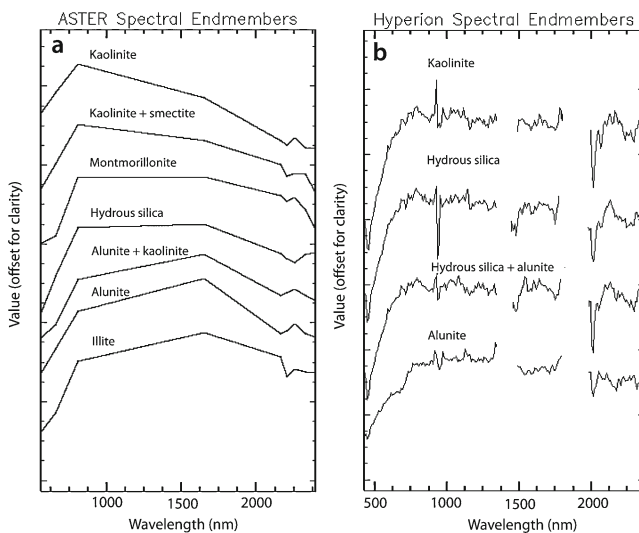 ASTER Spectral Endmembers
a
Value (offset for clarity)
Kaolinite
Kaolinite + smectite
Montmorillonite
Hydrous silica
Alunite + kaolinite
Alunite
Illite
1000 1500 2000
Wavelength (nm)
Hyperion Spectral Endmembers
b
Value (offset for clarity)
Kaolinite
Hydrous silica
Hydrous silica + alunite
Alunite
500 1000 1500 2000
Wavelength (nm)